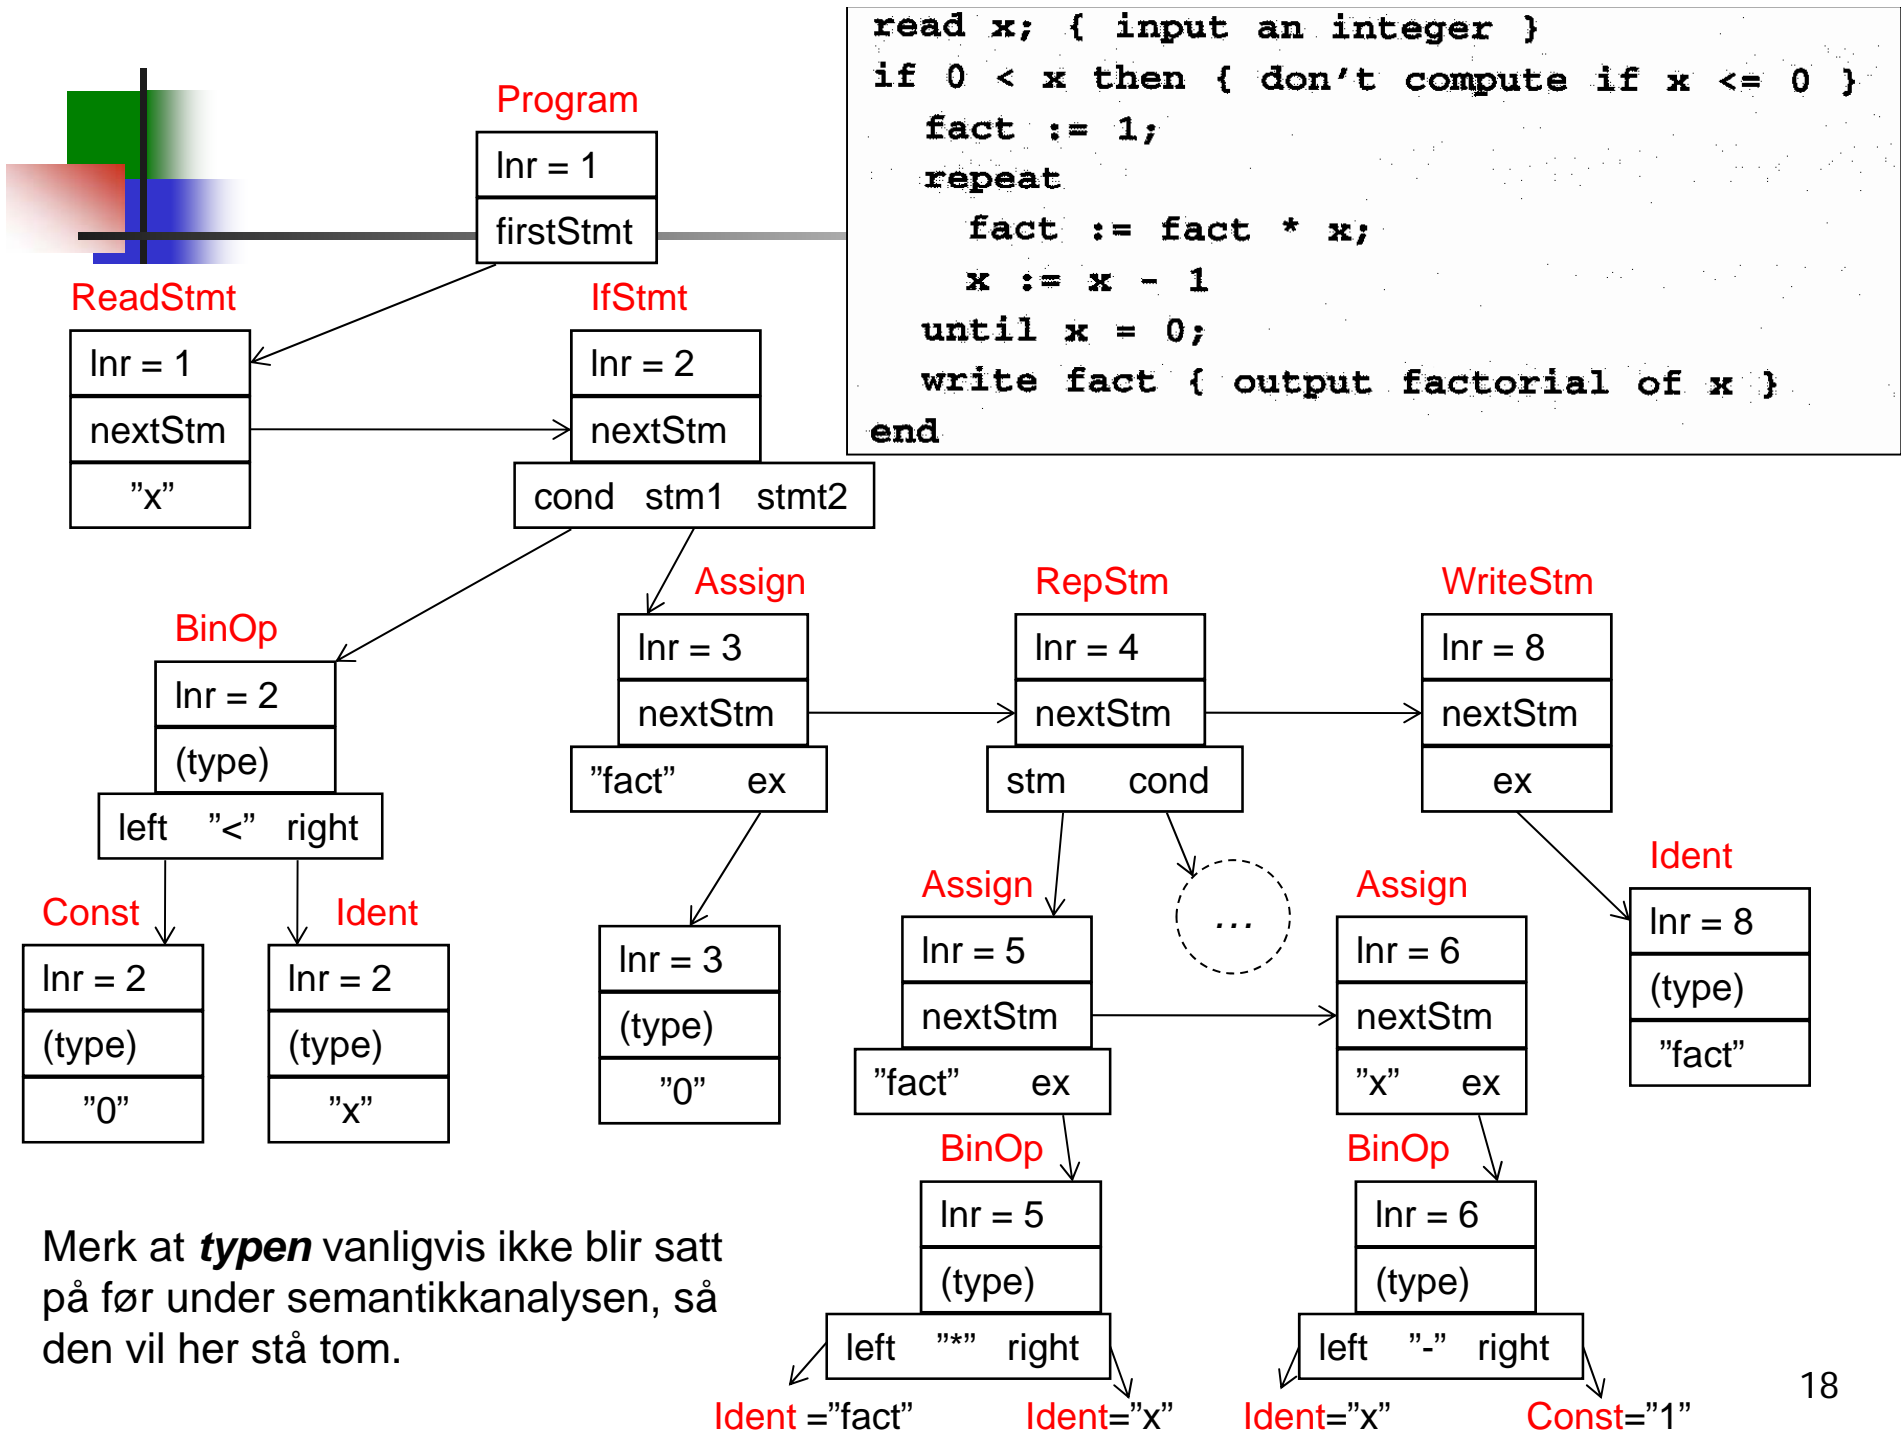 read x; { input an integer }
if 0 < x then { don't compute if x <= 0 }
fact := 1;
repeat
fact := fact * x;
x := x - 1
until x = 0;
write fact { output factorial of x }
end
Program
lnr = 1
firstStmt
ReadStmt
lnr = 1
nextStm
”x”
IfStmt
lnr = 2
nextStm
cond stm1 stmt2
BinOp
lnr = 2
(type)
left ”<” right
Const
lnr = 2
(type)
”0”
Ident
lnr = 2
(type)
”x”
Assign
lnr = 3
nextStm
”fact” ex
lnr = 3
(type)
”0”
RepStm
lnr = 4
nextStm
stm cond
...
WriteStm
lnr = 8
nextStm
ex
Ident
lnr = 8
(type)
”fact”
Assign
lnr = 5
nextStm
”fact” ex
Assign
lnr = 6
nextStm
”x” ex
BinOp
lnr = 5
(type)
left ”*” right
Ident =”fact”
Ident=”x”
BinOp
lnr = 6
(type)
left ”-” right
Ident=”x”
Const=”1”
Merk at typen vanligvis ikke blir satt
på før under semantikkanalysen, så
den vil her stå tom.
18